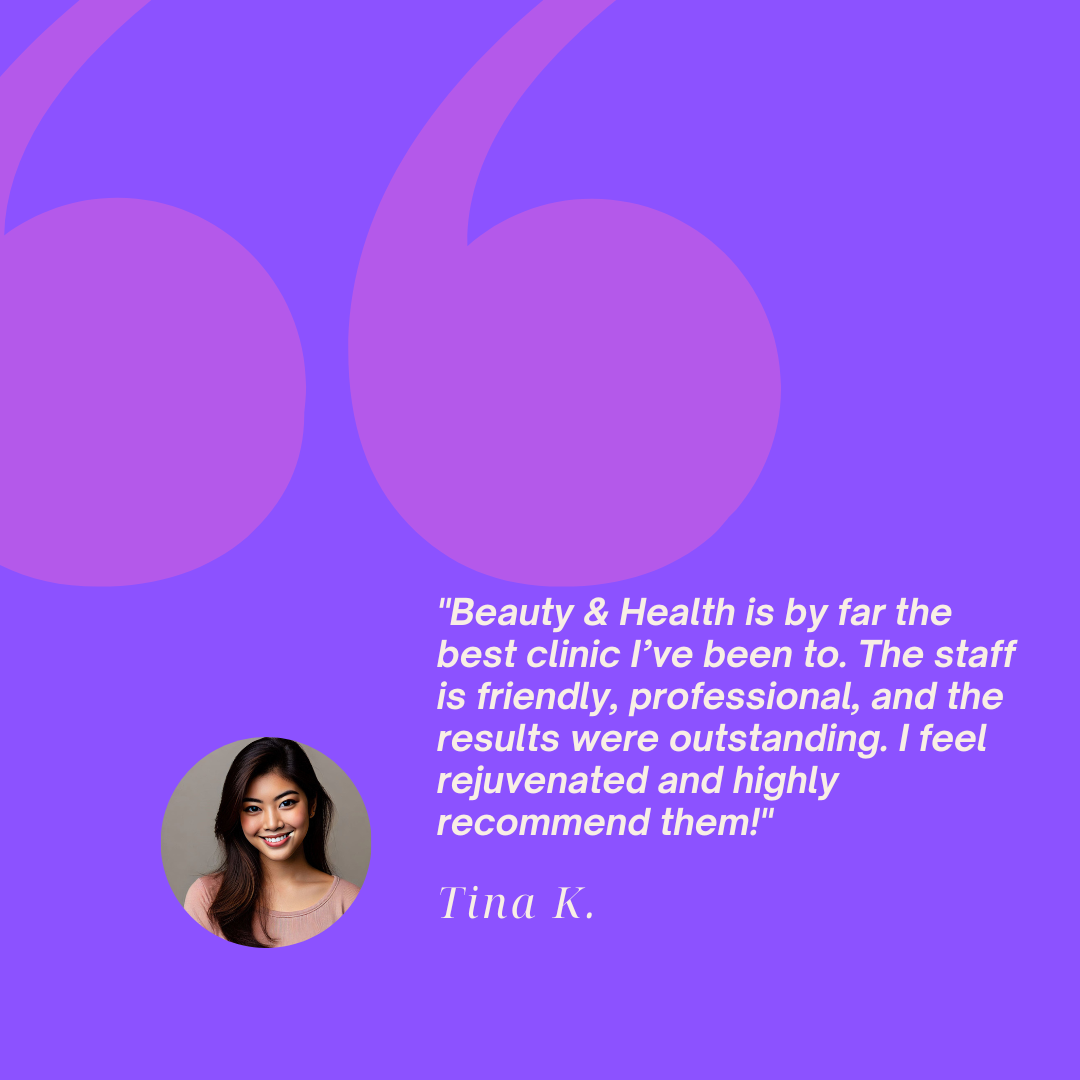 "Beauty & Health is by far the
best clinic I’ve been to. The staff
is friendly, professional, and the
results were outstanding. I feel
rejuvenated and highly
recommend them!"
Tina K.